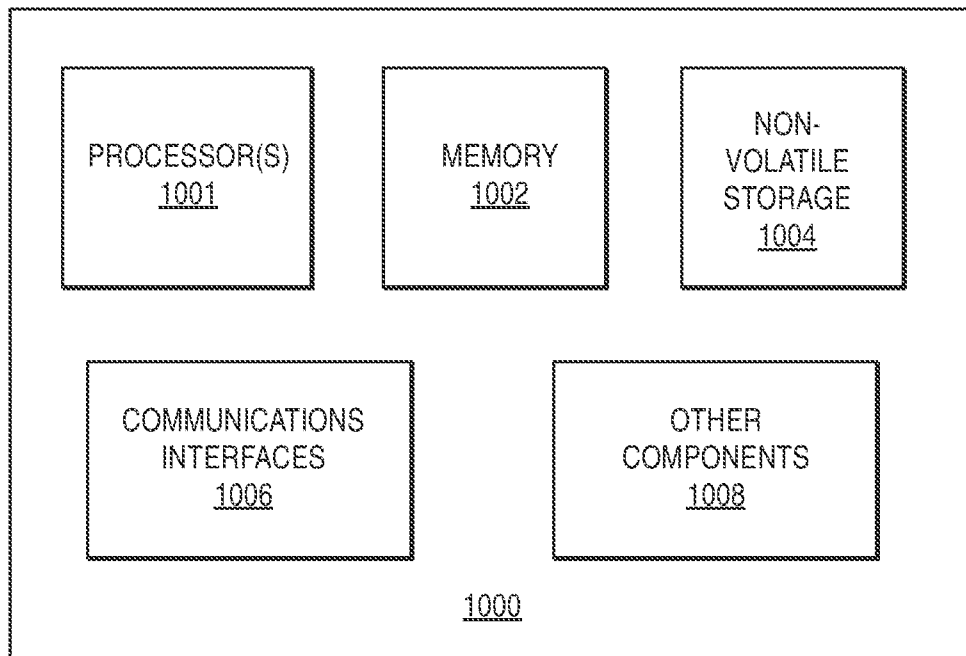 PROCESSOR(S)
1001
MEMORY
1002
NON-
VOLATILE
STORAGE
1004
COMMUNICATIONS
INTERFACES
1006
OTHER
COMPONENTS
1008
1000